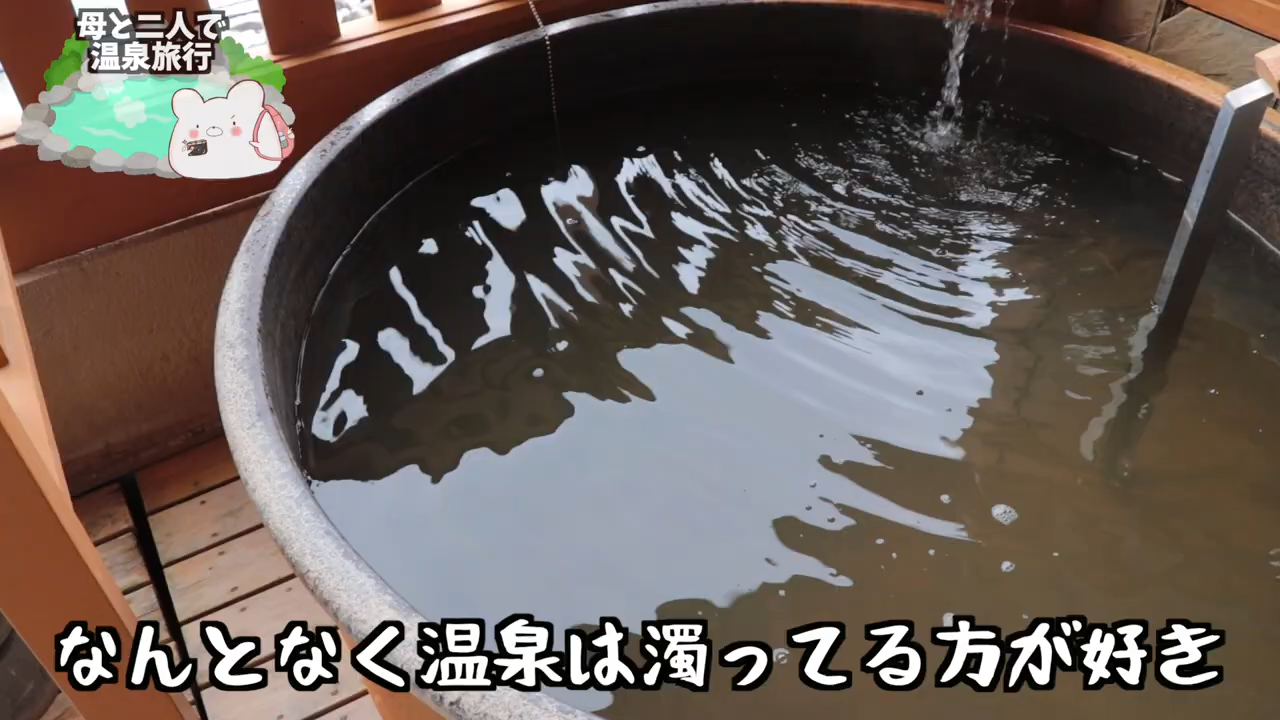 母と二人で
温泉旅行
なんとなく温泉は濁ってる方が好き